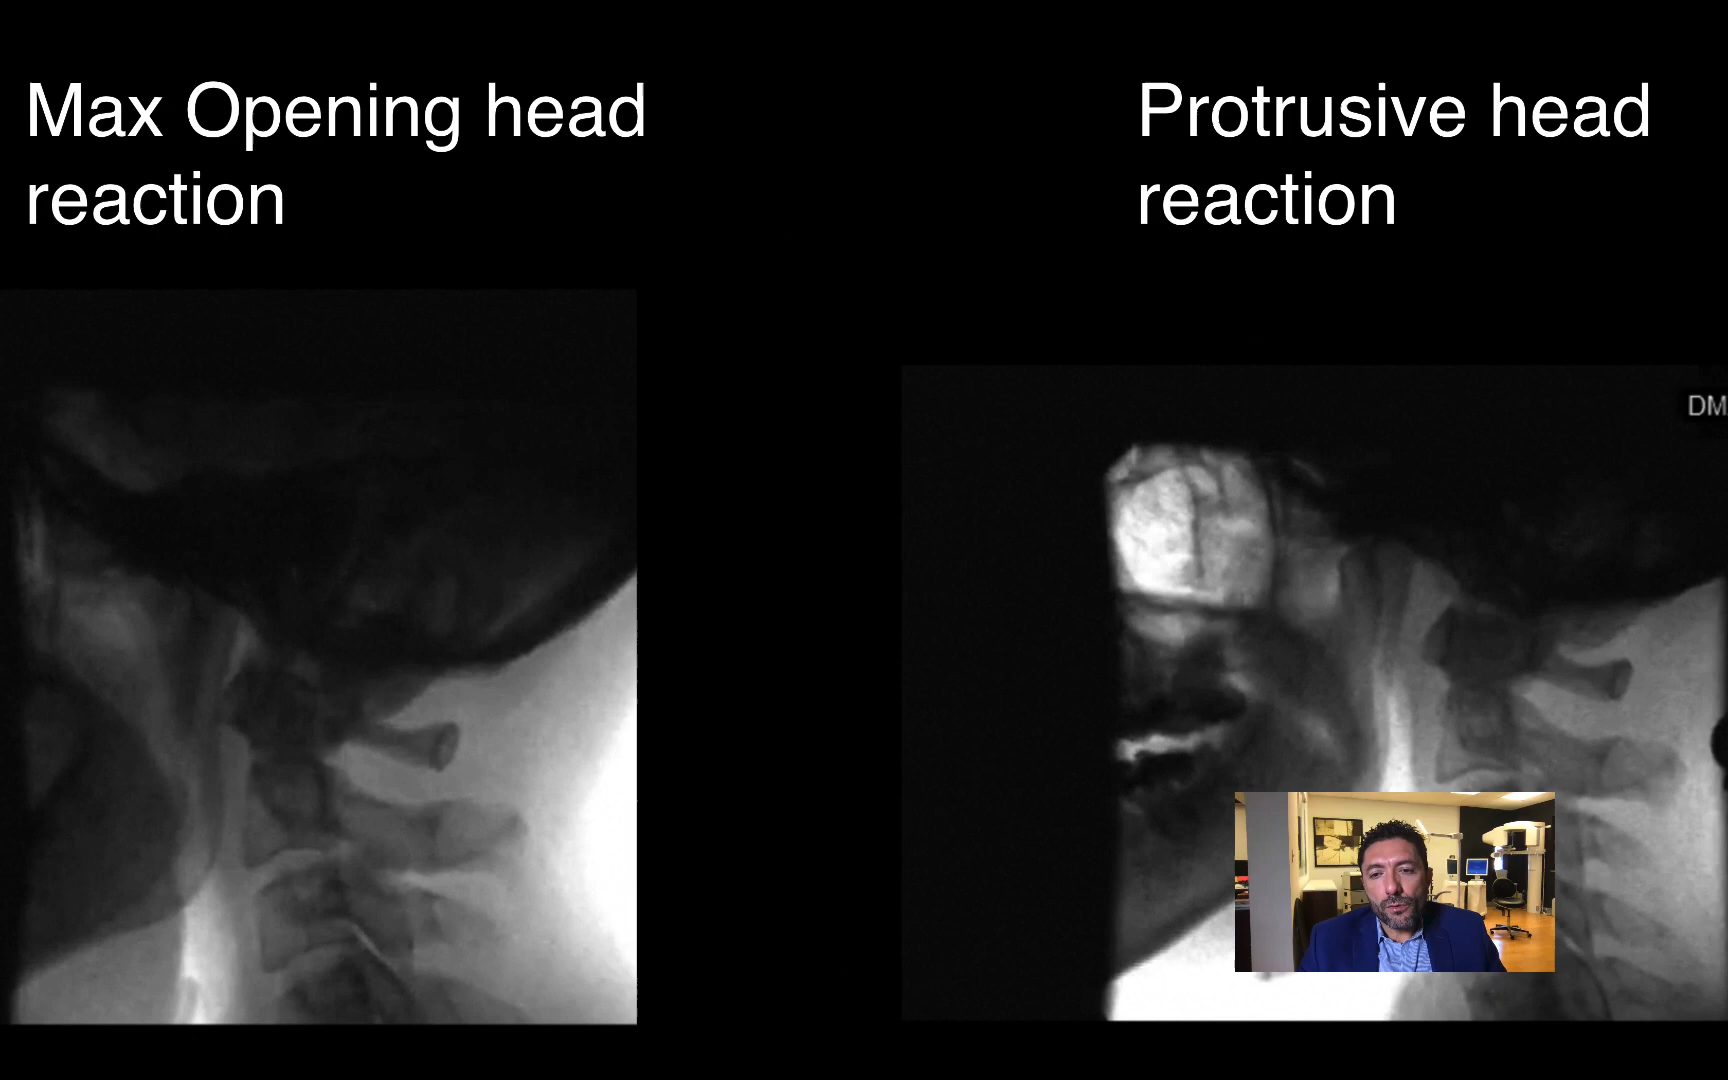 Max Opening head
reaction
Protrusive head
reaction
DM